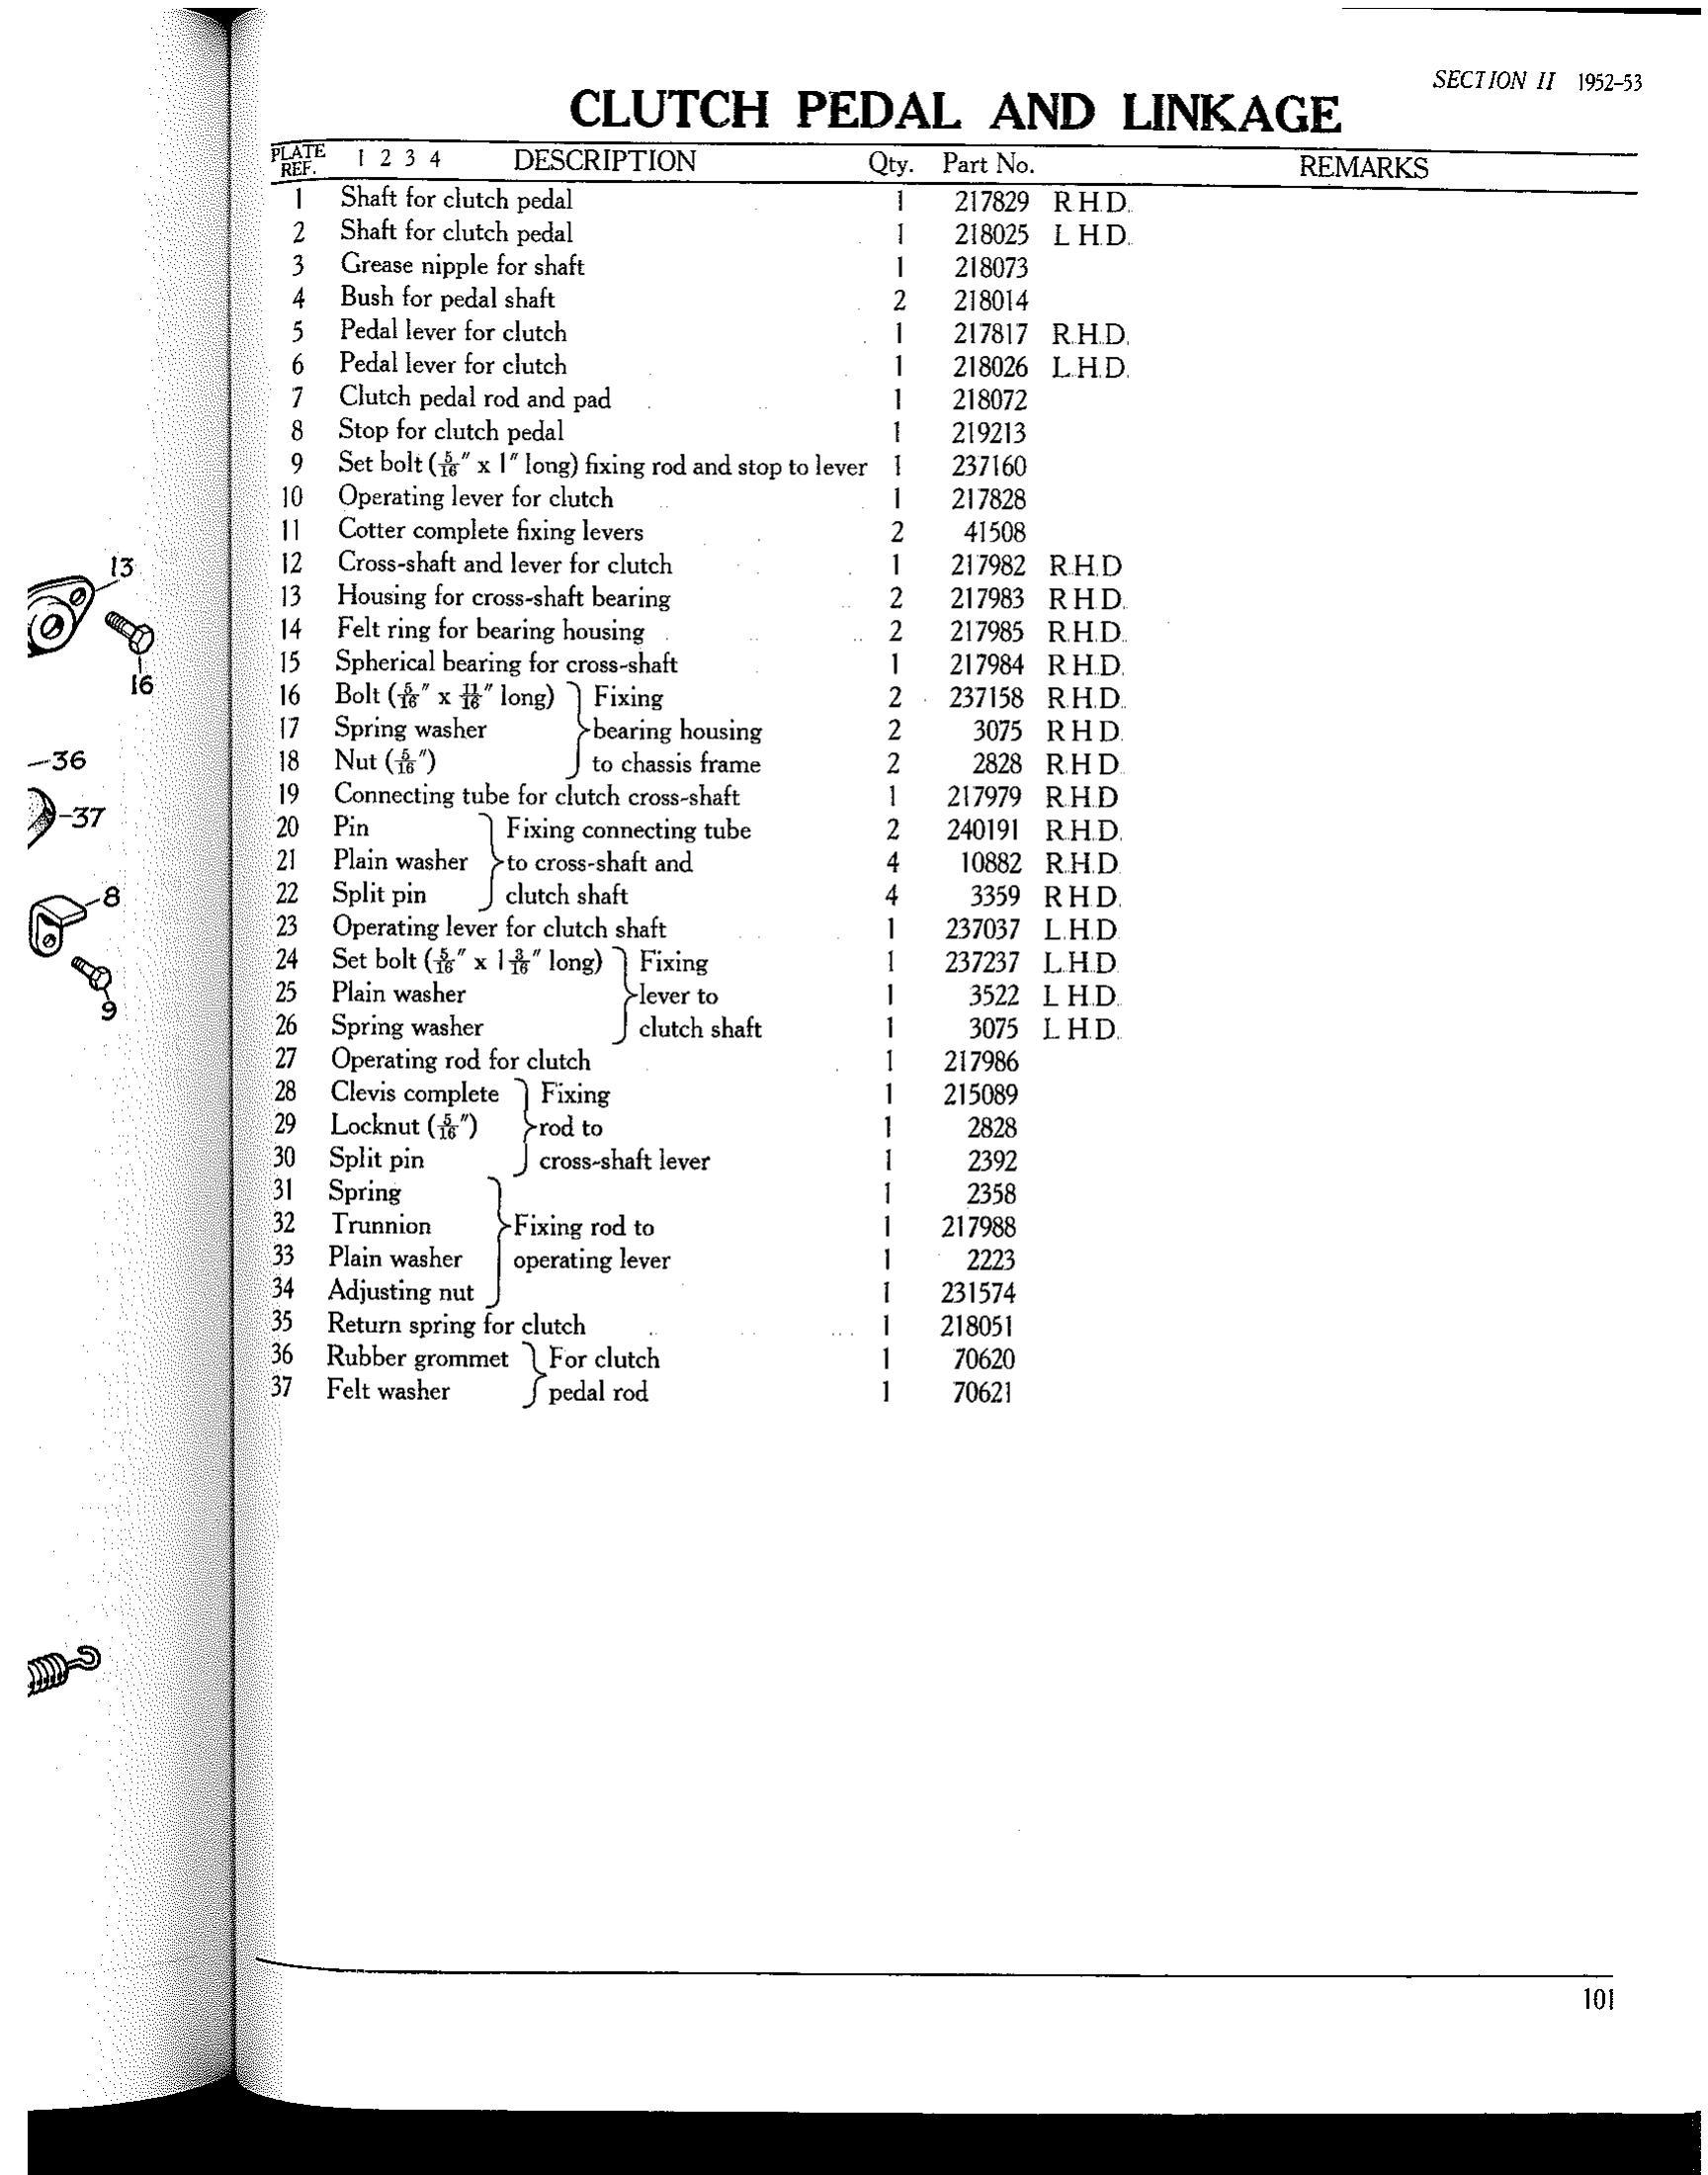 SECTION II 1952-53
CLUTCH PEDAL AND LINKAGE
PLATE REF. 1 2 3 4 DESCRIPTION Qty. Part No. REMARKS
1 Shaft for clutch pedal 1 217829 R.H.D.
2 Shaft for clutch pedal 1 218025 L.H.D.
3 Grease nipple for shaft 1 218073
4 Bush for pedal shaft 2 218014
5 Pedal lever for clutch 1 217817 R.H.D.
6 Pedal lever for clutch 1 218026 L.H.D.
7 Clutch pedal rod and pad 1 218072
8 Stop for clutch pedal 1 219213
9 Set bolt (5/16" x 1" long) fixing rod and stop to lever 1 237160
10 Operating lever for clutch 1 217828
11 Cotter complete fixing levers 2 41508
12 Cross-shaft and lever for clutch 1 217982 R.H.D
13 Housing for cross-shaft bearing 2 217983 R.H.D.
14 Felt ring for bearing housing 2 217985 R.H.D.
15 Spherical bearing for cross-shaft 1 217984 R.H.D.
16 Bolt (5/16" x 11/16" long) } Fixing 2 237158 R.H.D.
17 Spring washer } bearing housing 2 3075 R.H.D.
18 Nut (5/16") } to chassis frame 2 2828 R.H.D.
19 Connecting tube for clutch cross-shaft 1 217979 R.H.D
20 Pin } Fixing connecting tube 2 240191 R.H.D.
21 Plain washer } to cross-shaft and 4 10882 R.H.D.
22 Split pin } clutch shaft 4 3359 R.H.D.
23 Operating lever for clutch shaft 1 237037 L.H.D.
24 Set bolt (5/16" x 1 3/16" long) } Fixing 1 237237 L.H.D.
25 Plain washer } lever to 1 3522 L.H.D.
26 Spring washer } clutch shaft 1 3075 L.H.D.
27 Operating rod for clutch 1 217986
28 Clevis complete } Fixing 1 215089
29 Locknut (5/16") } rod to 1 2828
30 Split pin } cross-shaft lever 1 2392
31 Spring 1 2358
32 Trunnion } Fixing rod to 1 217988
33 Plain washer } operating lever 1 2223
34 Adjusting nut 1 231574
35 Return spring for clutch 1 218051
36 Rubber grommet } For clutch 1 70620
37 Felt washer } pedal rod 1 70621
13
16
36
37
8
9
101